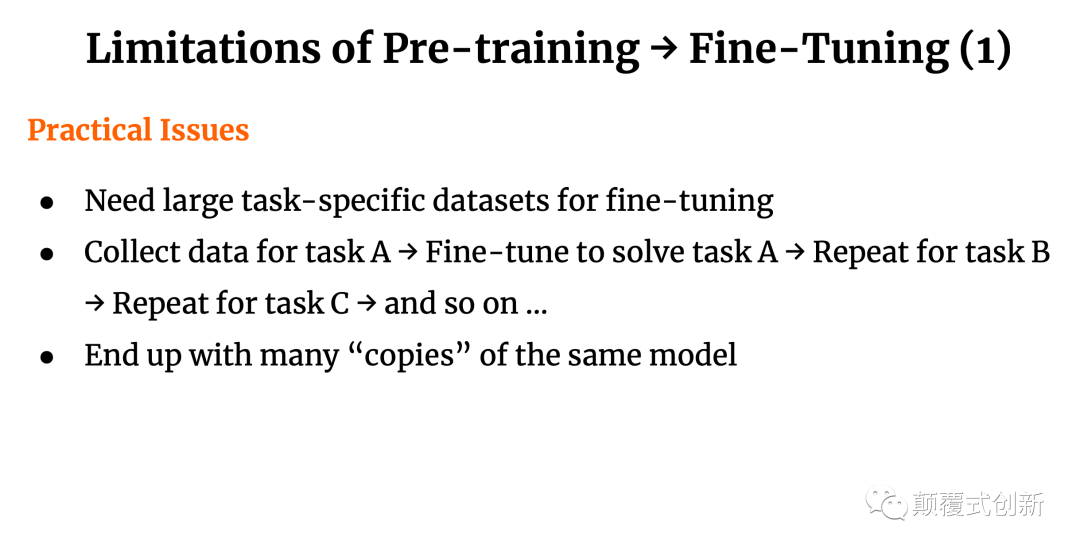 Limitations of Pre-training → Fine-Tuning (1)
Practical Issues
● Need large task-specific datasets for fine-tuning
● Collect data for task A → Fine-tune to solve task A → Repeat for task B
→ Repeat for task C → and so on ...
● End up with many “copies” of the same model
颠覆式创新